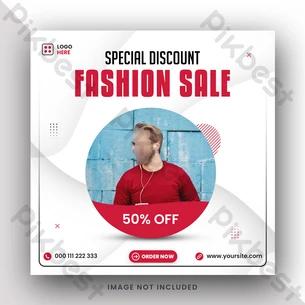 LOGO
HERE
SPECIAL DISCOUNT
FASHION SALE
50% OFF
000 111 222 333
ORDER NOW
www.yoursite.com
IMAGE NOT INCLUDED
pikbest